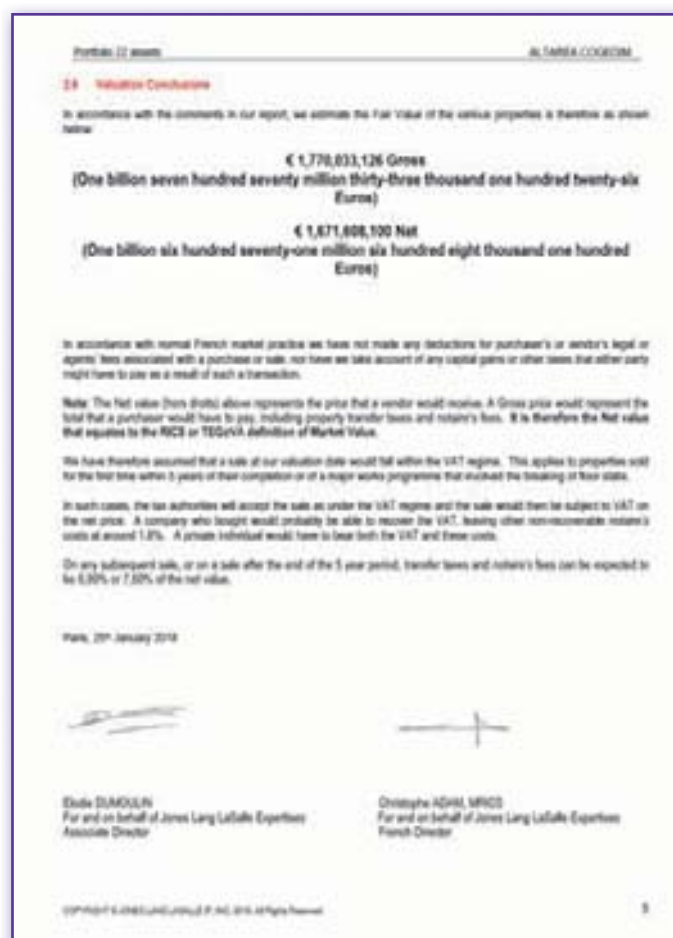 Portfolio 22 assets ALTAREA COGEDIM
Valuation Conclusions
In accordance with the comments in our report, we estimate the Fair Value of the various properties is therefore as shown
below:
€ 1,770,033,126 Gross
(One billion seven hundred seventy million thirty-three thousand one hundred twenty-six
Euros)
€ 1,671,608,100 Net
(One billion six hundred seventy-one million six hundred eight thousand one hundred
Euros)
In accordance with normal French market practice we have not made any deductions for purchaser's or vendor's legal or
agents' fees associated with a purchase or sale, nor have we take account of any capital gains or other taxes that either party
might have to pay as a result of such a transaction.
Note: The Net value (hors droits) above represents the price that a vendor would receive. A Gross price would represent the
total that a purchaser would have to pay, including property transfer taxes and notaire's fees. It is therefore the Net value
that equates to the RICS or TEGoVA definition of Market Value.
We have therefore assumed that a sale at our valuation date would fall within the VAT regime. This applies to properties sold
for the first time within 5 years of their completion or of a major works programme that involved the breaking of floor slabs.
In such cases, the tax authorities will accept the sale as under the VAT regime and the sale would then be subject to VAT on
the net price. A company who bought would probably be able to recover the VAT, leaving other non-recoverable notaire's
costs at around 1.8%. A private individual would have to bear both the VAT and these costs.
On any subsequent sale, or on a sale after the end of the 5 year period, transfer taxes and notaire's fees can be expected to
be 6,90% or 7,50% of the net value.
Paris, January
Elodie DUMOULIN Christophe ADAM, MRICS
For and on behalf of Jones Lang LaSalle Expertises For and on behalf of Jones Lang LaSalle Expertises
Associate Director French Director
COPYRIGHT © JONES LANG LASALLE IP, INC. All Rights Reserved